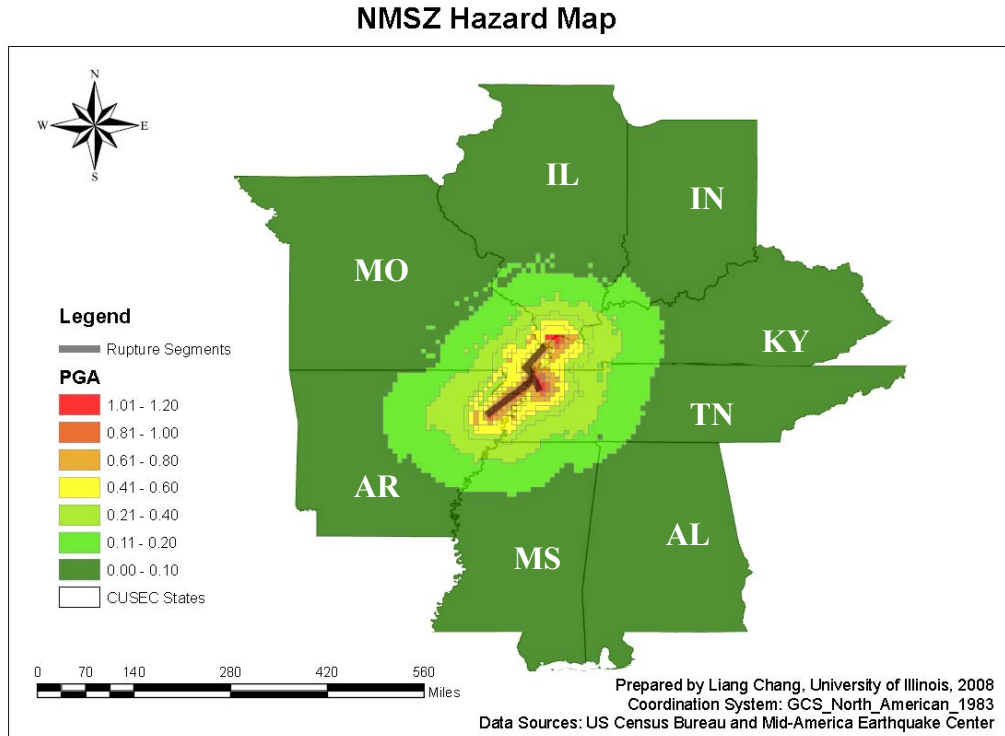 NMSZ Hazard Map
N
W
E
S
IL
IN
MO
KY
TN
AR
MS
AL
Legend
Rupture Segments
PGA
1.01 - 1.20
0.81 - 1.00
0.61 - 0.80
0.41 - 0.60
0.21 - 0.40
0.11 - 0.20
0.00 - 0.10
CUSEC States
0 70 140 280 420 560
Miles
Prepared by Liang Chang, University of Illinois, 2008
Coordination System: GCS_North_American_1983
Data Sources: US Census Bureau and Mid-America Earthquake Center